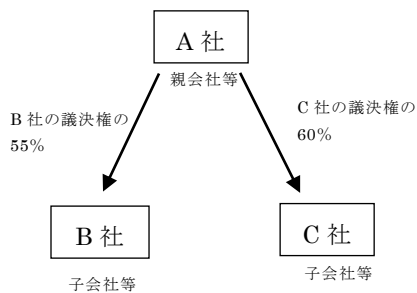 A 社
親会社等
B 社の議決権の
55%
C 社の議決権の
60%
B 社
C 社
子会社等
子会社等